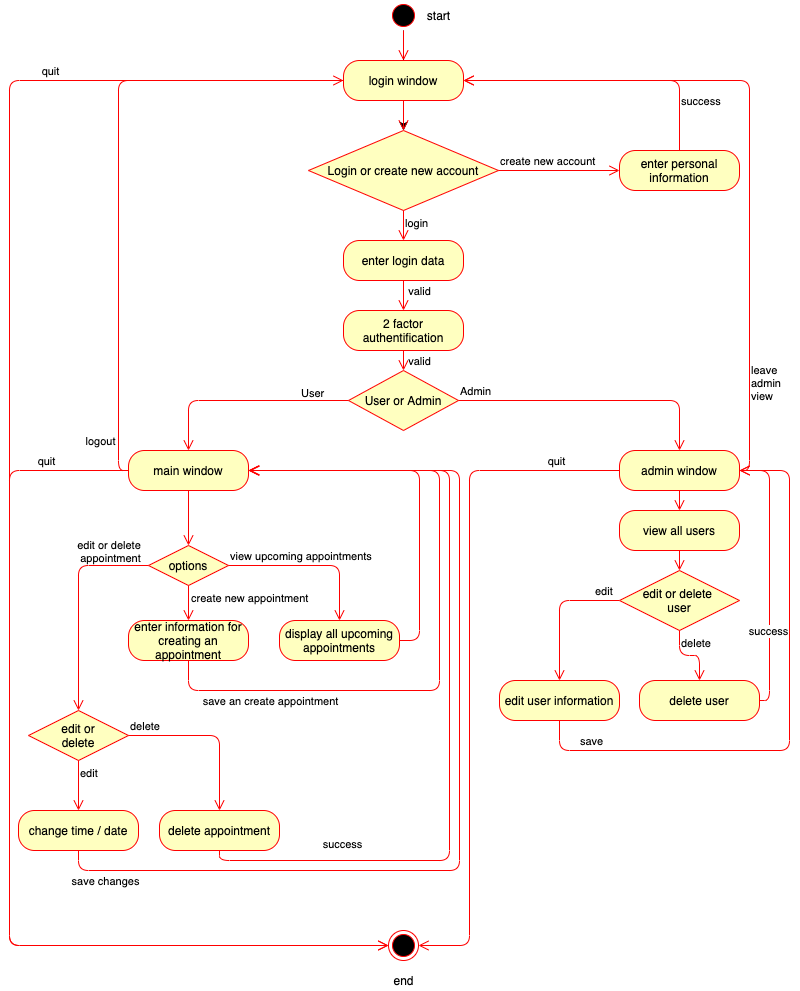 start
quit
login window
success
Login or create new account
create new account
enter personal
information
login
enter login data
valid
2 factor
authentification
valid
leave
admin
view
User
User or Admin
Admin
logout
quit
main window
quit
admin window
view all users
edit or delete
appointment
options
view upcoming appointments
create new appointment
edit
edit or delete
user
enter information for
creating an
appointment
display all upcoming
appointments
success
delete
save an create appointment
edit user information
delete user
edit or
delete
delete
save
edit
change time / date
delete appointment
success
save changes
end